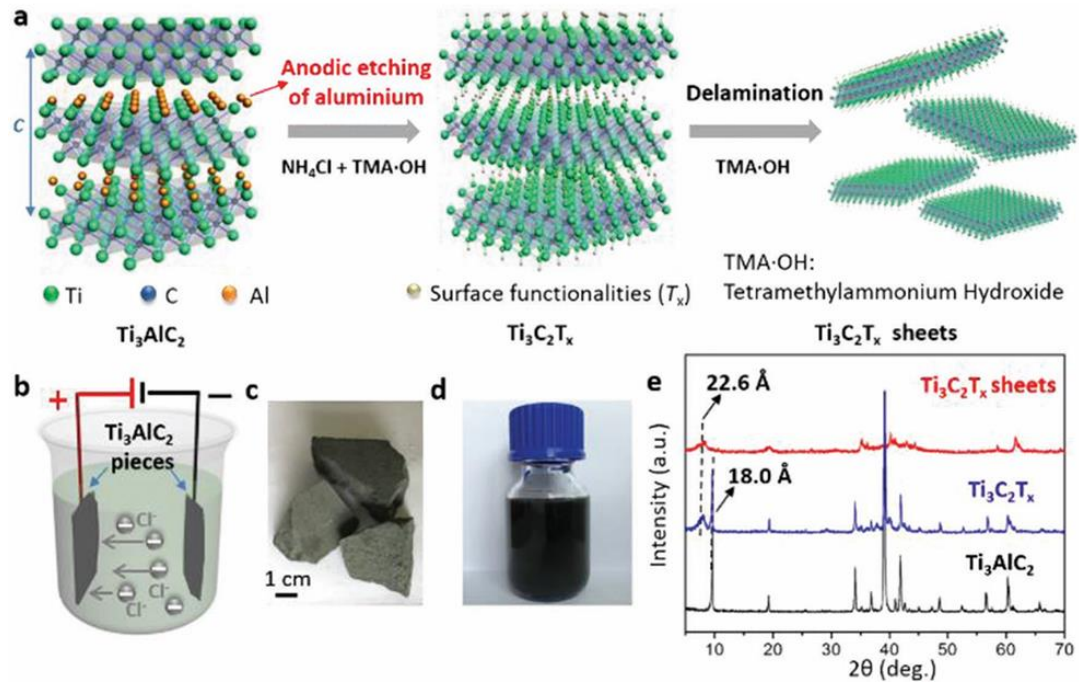 a
c
Anodic etching
of aluminium
NH₄Cl + TMA·OH
Delamination
TMA·OH
Ti
C
Al
Surface functionalities (Tₓ)
TMA·OH:
Tetramethylammonium Hydroxide
Ti₃AlC₂
Ti₃C₂Tₓ
Ti₃C₂Tₓ sheets
b
+
−
Ti₃AlC₂
pieces
Cl⁻
Cl⁻
Cl⁻
Cl⁻
c
1 cm
d
e
Intensity (a.u.)
22.6 Å
Ti₃C₂Tₓ sheets
18.0 Å
Ti₃C₂Tₓ
Ti₃AlC₂
10 20 30 40 50 60 70
2θ (deg.)